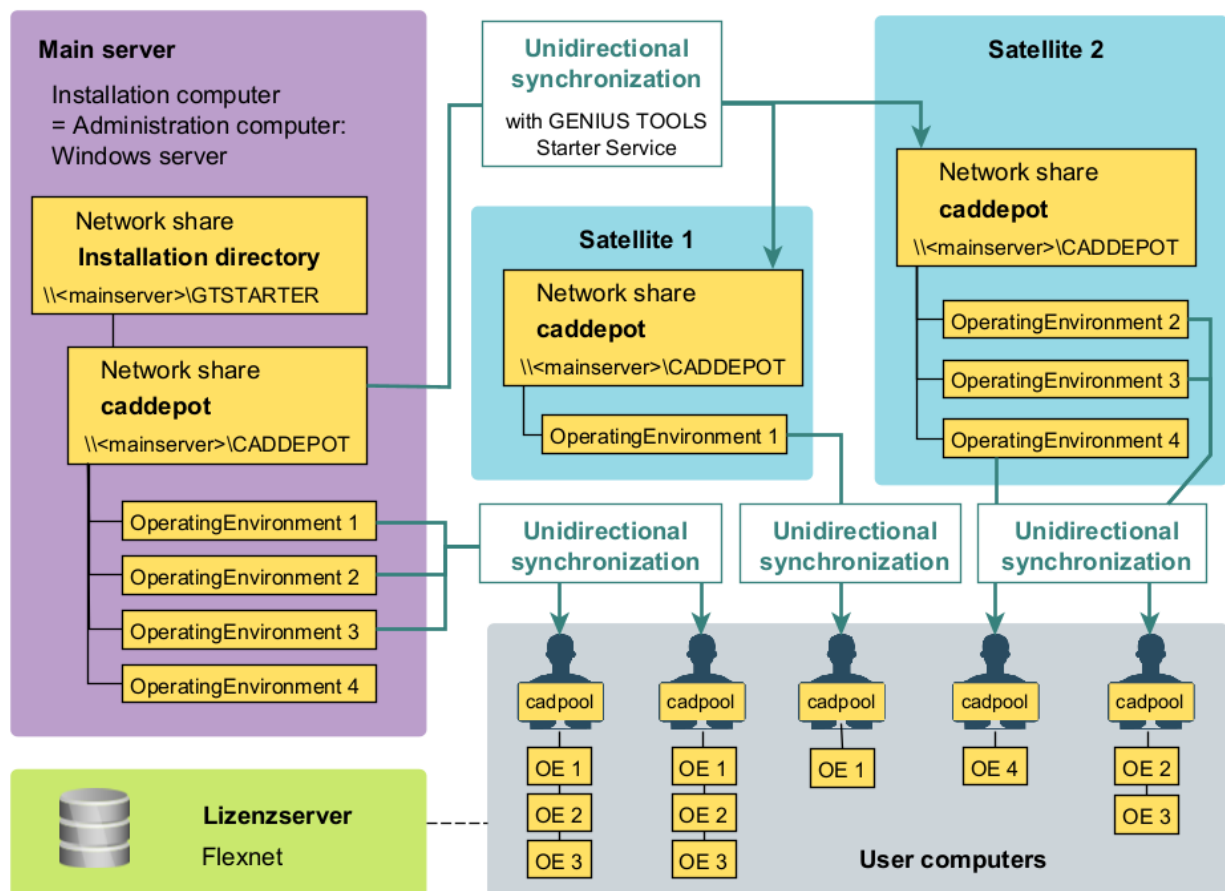 Main server
Installation computer
= Administration computer:
Windows server
Network share
Installation directory
\\<mainserver>\GTSTARTER
Network share
caddepot
\\<mainserver>\CADDEPOT
OperatingEnvironment 1
OperatingEnvironment 2
OperatingEnvironment 3
OperatingEnvironment 4
Unidirectional
synchronization
with GENIUS TOOLS
Starter Service
Satellite 1
Network share
caddepot
\\<mainserver>\CADDEPOT
OperatingEnvironment 1
Satellite 2
Network share
caddepot
\\<mainserver>\CADDEPOT
OperatingEnvironment 2
OperatingEnvironment 3
OperatingEnvironment 4
Unidirectional
synchronization
Unidirectional
synchronization
Unidirectional
synchronization
cadpool
OE 1
OE 2
OE 3
cadpool
OE 1
OE 2
OE 3
cadpool
OE 1
cadpool
OE 4
cadpool
OE 2
OE 3
User computers
Lizenzserver
Flexnet